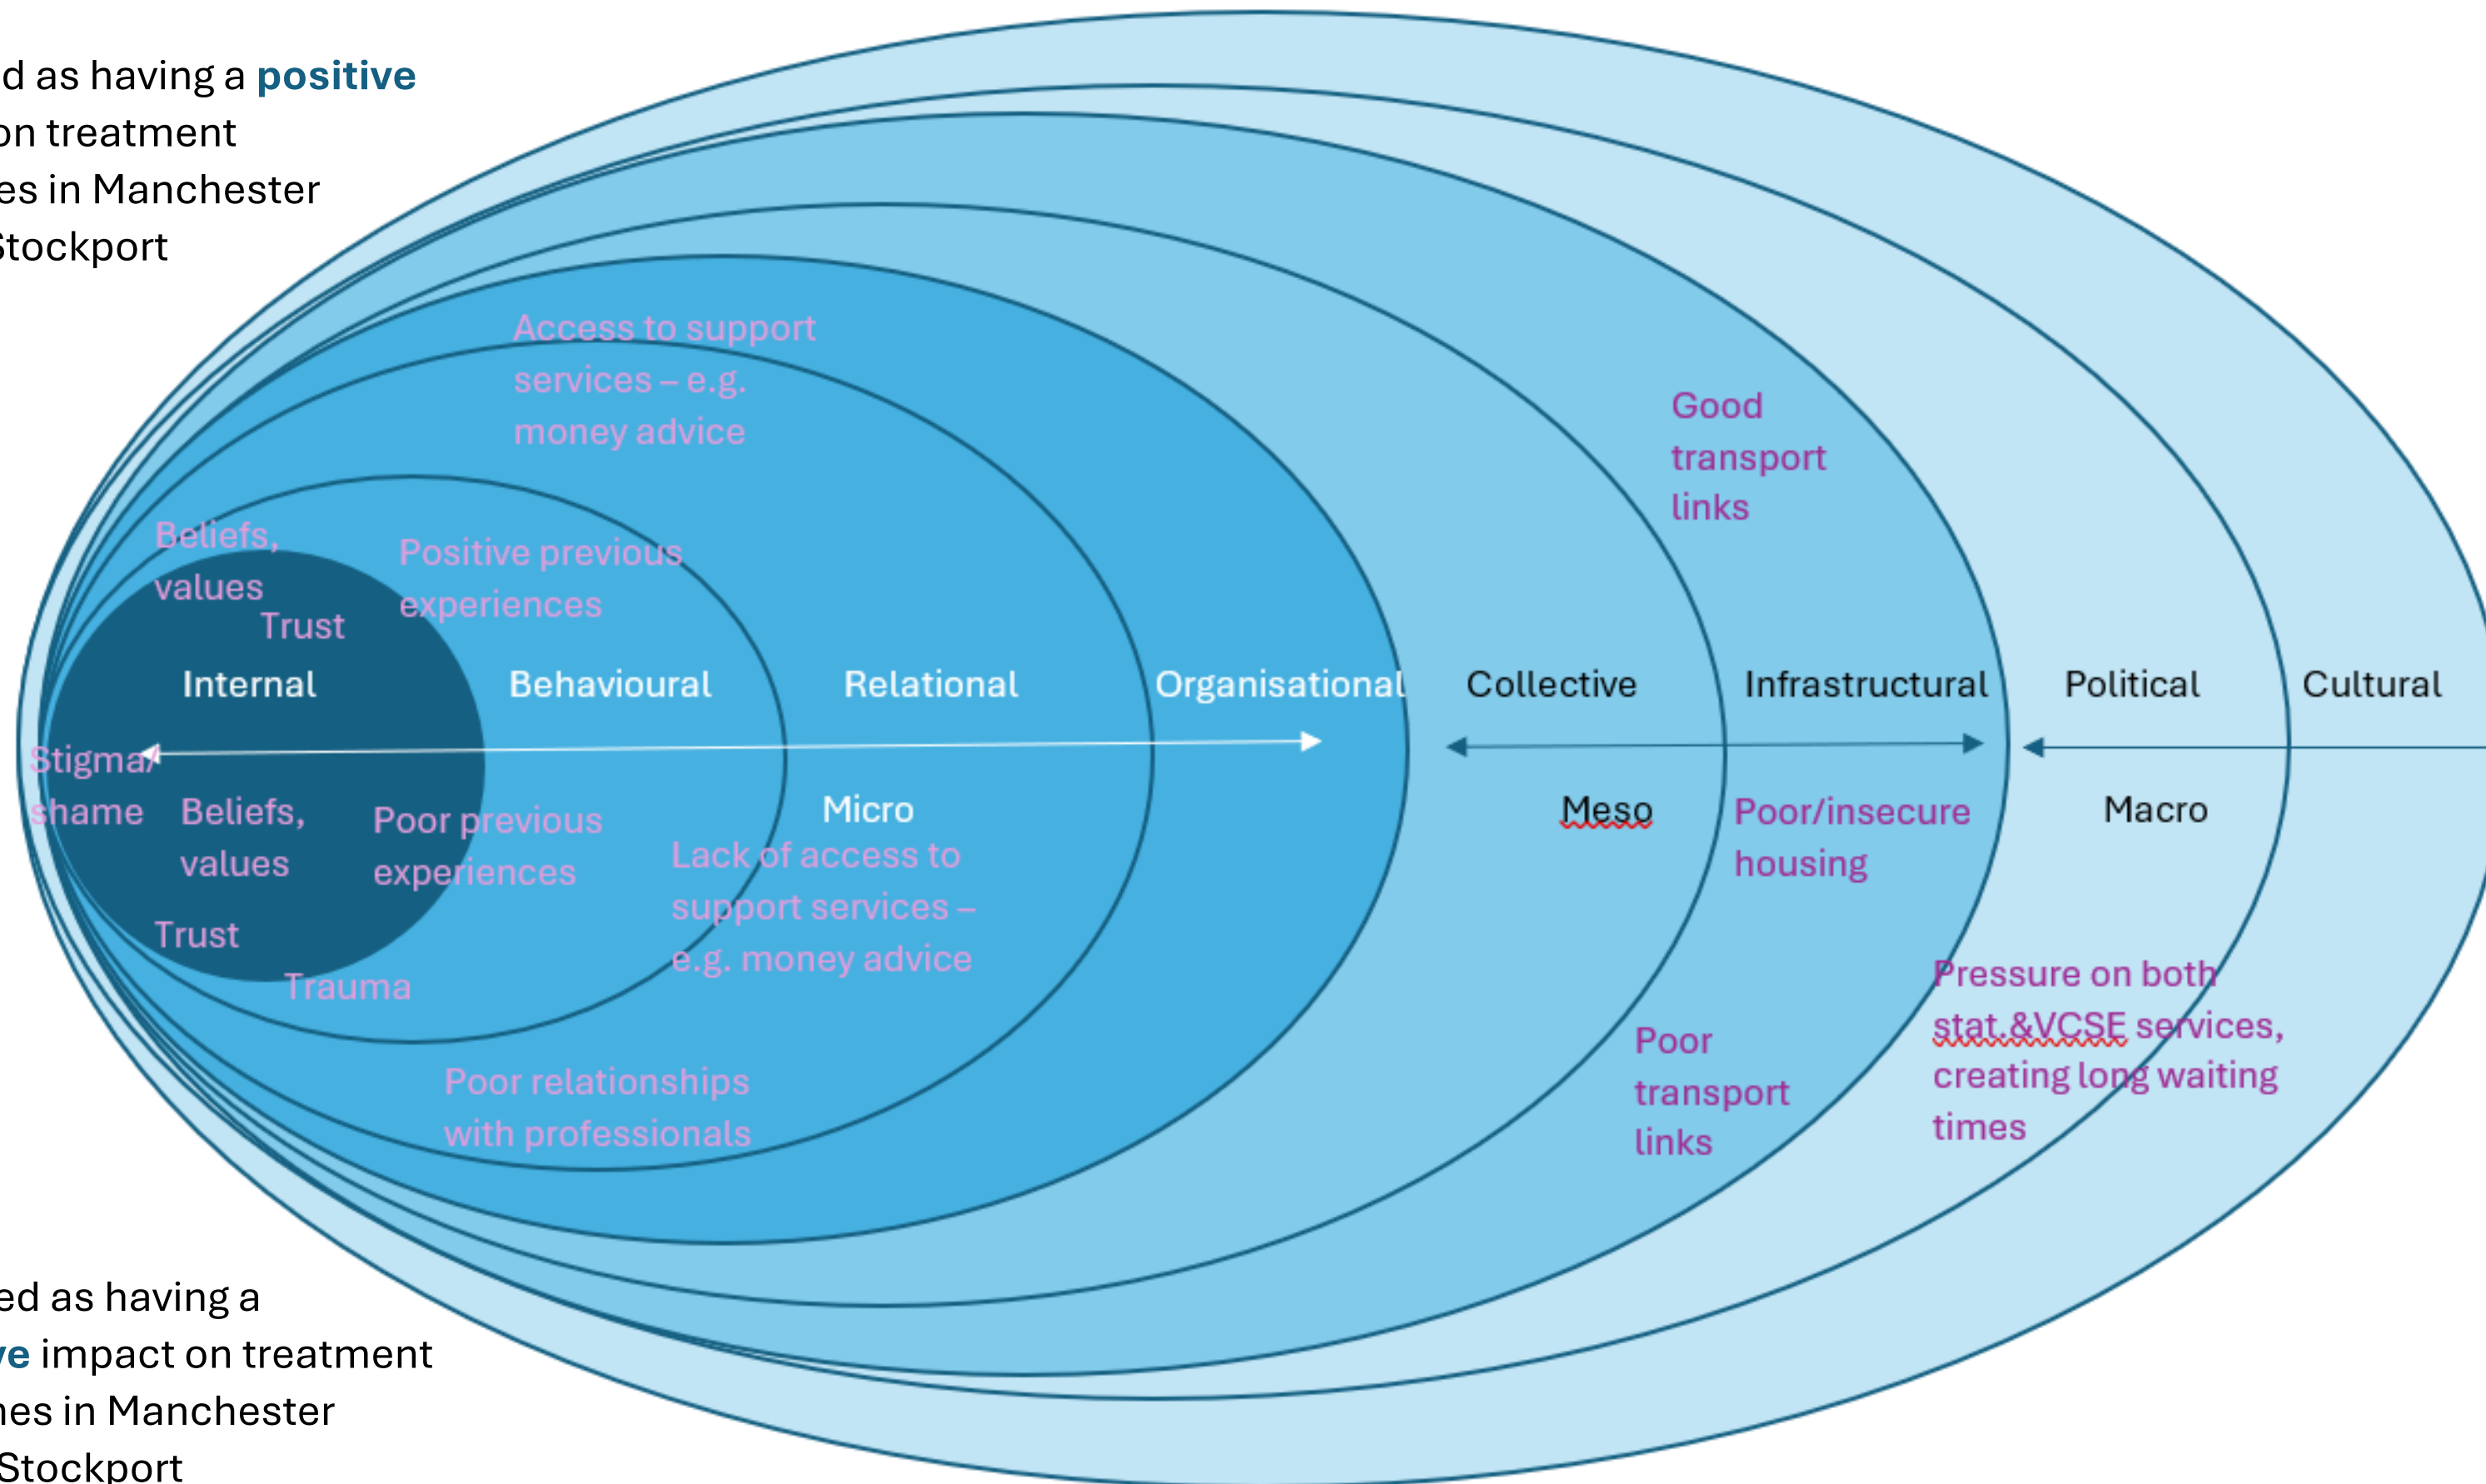 d as having a positive
on treatment
es in Manchester
Stockport
Access to support
services – e.g.
money advice
Good
transport
links
Beliefs,
values
Trust
Positive previous
experiences
Internal
Behavioural
Relational
Organisational
Collective
Infrastructural
Political
Cultural
Stigma/
shame
Beliefs,
values
Poor previous
experiences
Micro
Meso
Poor/insecure
housing
Macro
Lack of access to
support services –
e.g. money advice
Trust
Trauma
Pressure on both
stat.&VCSE services,
creating long waiting
times
Poor
transport
links
Poor relationships
with professionals
ed as having a
ve impact on treatment
nes in Manchester
Stockport